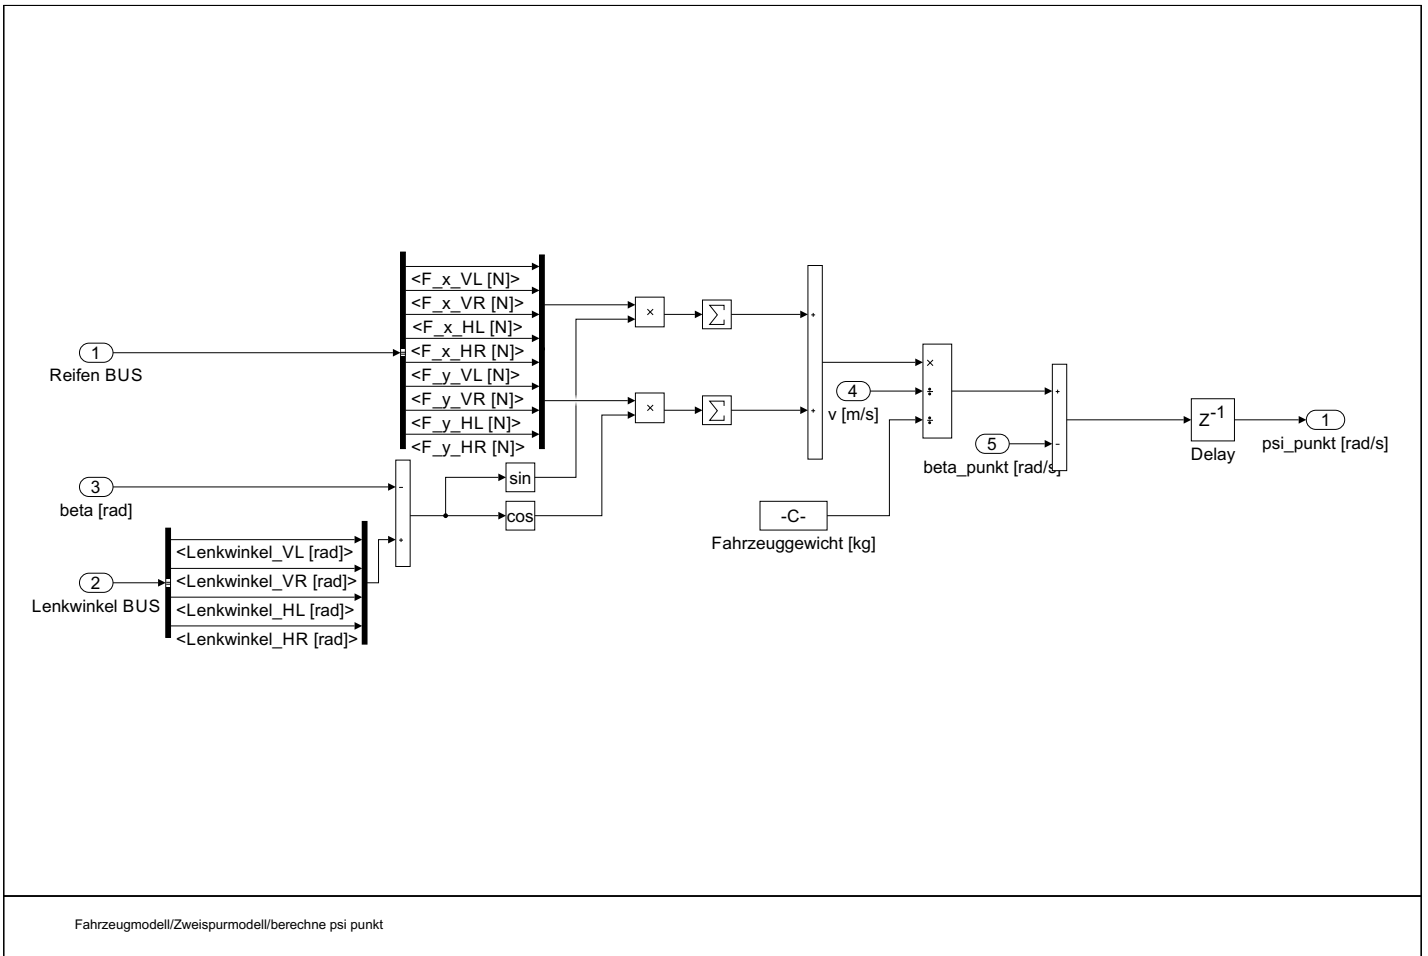 <F_x_VL [N]>
<F_x_VR [N]>
<F_x_HL [N]>
<F_x_HR [N]>
<F_y_VL [N]>
<F_y_VR [N]>
<F_y_HL [N]>
<F_y_HR [N]>
1
Reifen BUS
3
beta [rad]
<Lenkwinkel_VL [rad]>
<Lenkwinkel_VR [rad]>
<Lenkwinkel_HL [rad]>
<Lenkwinkel_HR [rad]>
2
Lenkwinkel BUS
-
+
sin
cos
×
×
∑
∑
+
+
4
v [m/s]
-C-
Fahrzeuggewicht [kg]
×
÷
÷
5
beta_punkt [rad/s]
+
-
Z-1
Delay
1
psi_punkt [rad/s]
Fahrzeugmodell/Zweispurmodell/berechne psi punkt